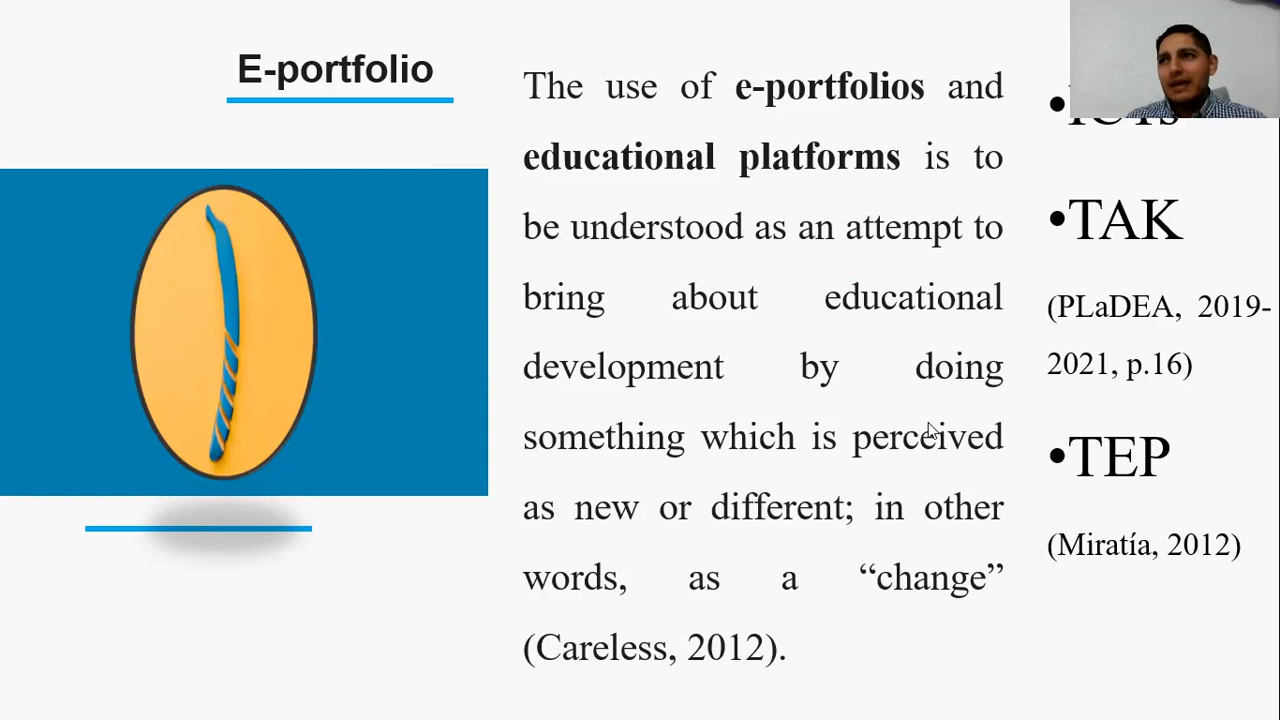 E-portfolio
The use of e-portfolios and
educational platforms is to
be understood as an attempt to
bring about educational
development by doing
something which is perceived
as new or different; in other
words, as a “change”
(Careless, 2012).
•TAK
(PLaDEA, 2019-
2021, p.16)
•TEP
(Miratía, 2012)